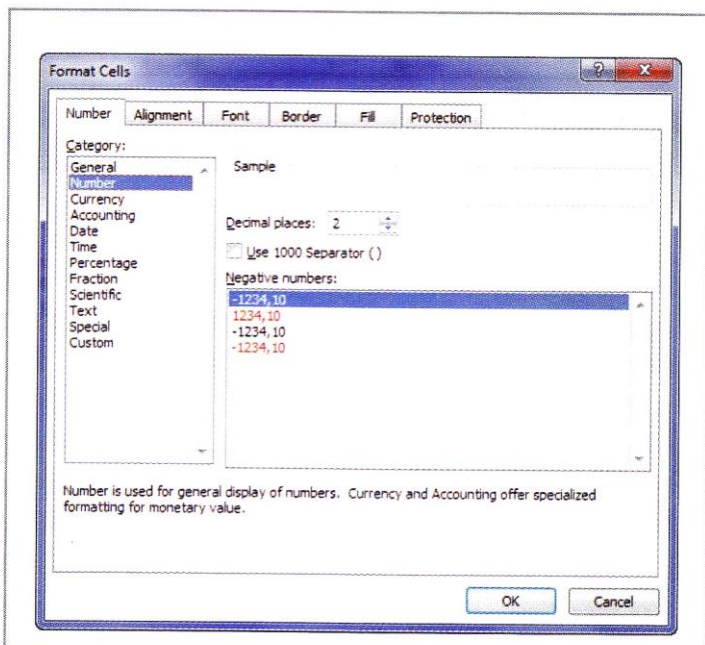 Format Cells
Number Alignment Font Border Fill Protection
Category:
General
Number
Currency
Accounting
Date
Time
Percentage
Fraction
Scientific
Text
Special
Custom
Sample
Decimal places: 2
Use 1000 Separator ( )
Negative numbers:
-1234,10
1234,10
-1234,10
-1234,10
Number is used for general display of numbers. Currency and Accounting offer specialized
formatting for monetary value.
OK Cancel